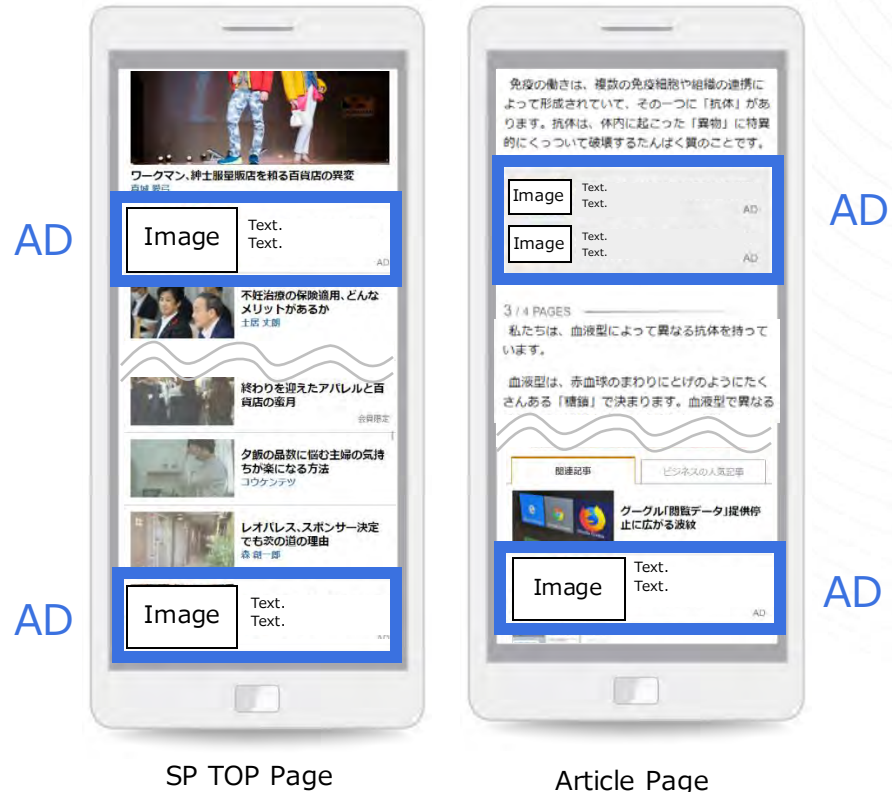 ワークマン、紳士服量販店を頼る百貨店の異変
AD
Image
Text.
Text.
AD
不妊治療の保険適用、どんな
メリットがあるか
土居 丈朗
終わりを迎えたアパレルと百
貨店の蜜月
会員限定
夕飯の品数に悩む主婦の気持
ちが楽になる方法
コウケンテツ
レオパレス、スポンサー決定
でも茨の道の理由
森 創一郎
AD
Image
Text.
Text.
AD
SP TOP Page
免疫の働きは、複数の免疫細胞や組織の連携に
よって形成されていて、その一つに「抗体」があ
ります。抗体は、体内に起こった「異物」に特異
的にくっついて破壊するたんぱく質のことです。
AD
Image
Text.
Text.
AD
Image
Text.
Text.
AD
3 / 4 PAGES
私たちは、血液型によって異なる抗体を持って
います。
血液型は、赤血球のまわりにとげのようにたく
さんある「糖鎖」で決まります。血液型で異なる
関連記事
ビジネスの人気記事
グーグル「閲覧データ」提供停
止に広がる波紋
AD
Image
Text.
Text.
AD
Article Page